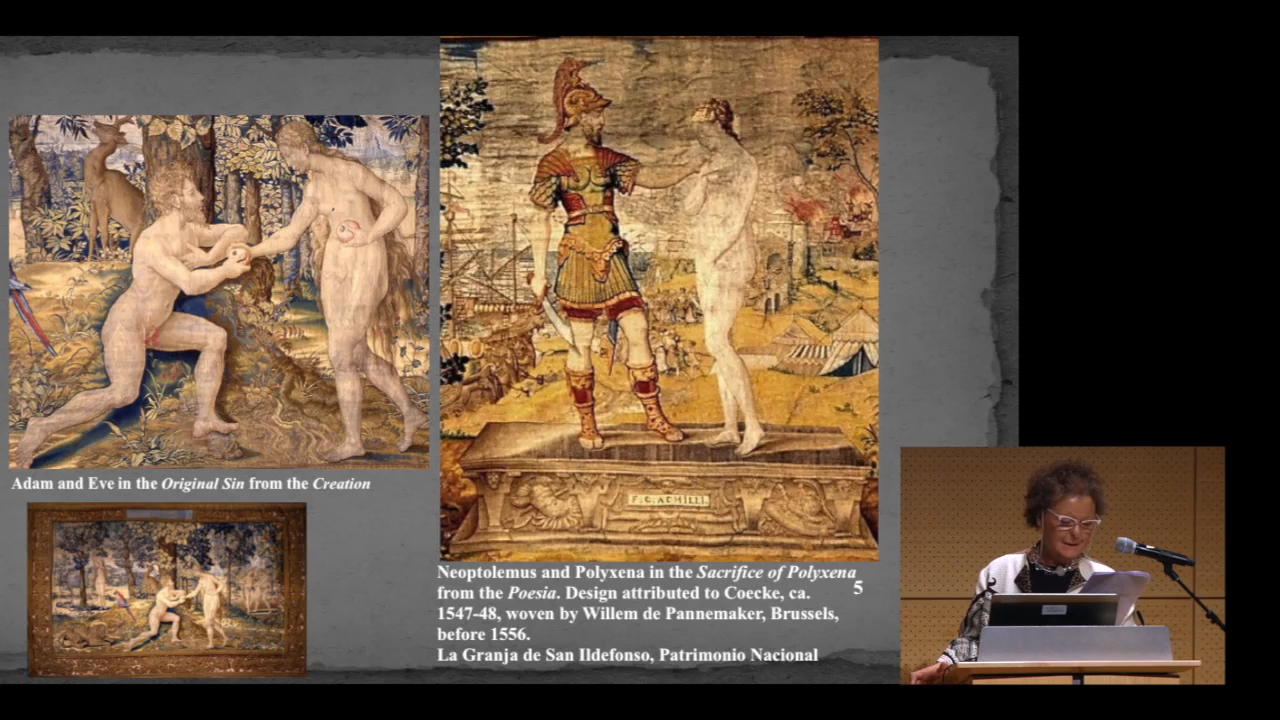 Adam and Eve in the Original Sin from the Creation
F·C·ACHILLI
Neoptolemus and Polyxena in the Sacrifice of Polyxena
from the Poesia. Design attributed to Coecke, ca.
1547-48, woven by Willem de Pannemaker, Brussels,
before 1556.
La Granja de San Ildefonso, Patrimonio Nacional
5